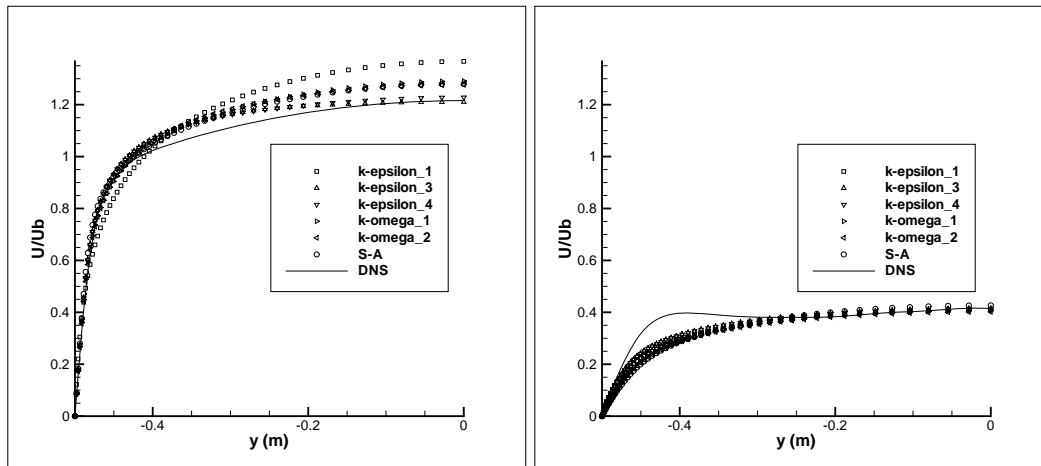 U/Ub
1.2
1
0.8
0.6
0.4
0.2
0
-0.4
-0.2
0
y (m)
k-epsilon_1
k-epsilon_3
k-epsilon_4
k-omega_1
k-omega_2
S-A
DNS
U/Ub
1.2
1
0.8
0.6
0.4
0.2
0
-0.4
-0.2
0
y (m)
k-epsilon_1
k-epsilon_3
k-epsilon_4
k-omega_1
k-omega_2
S-A
DNS